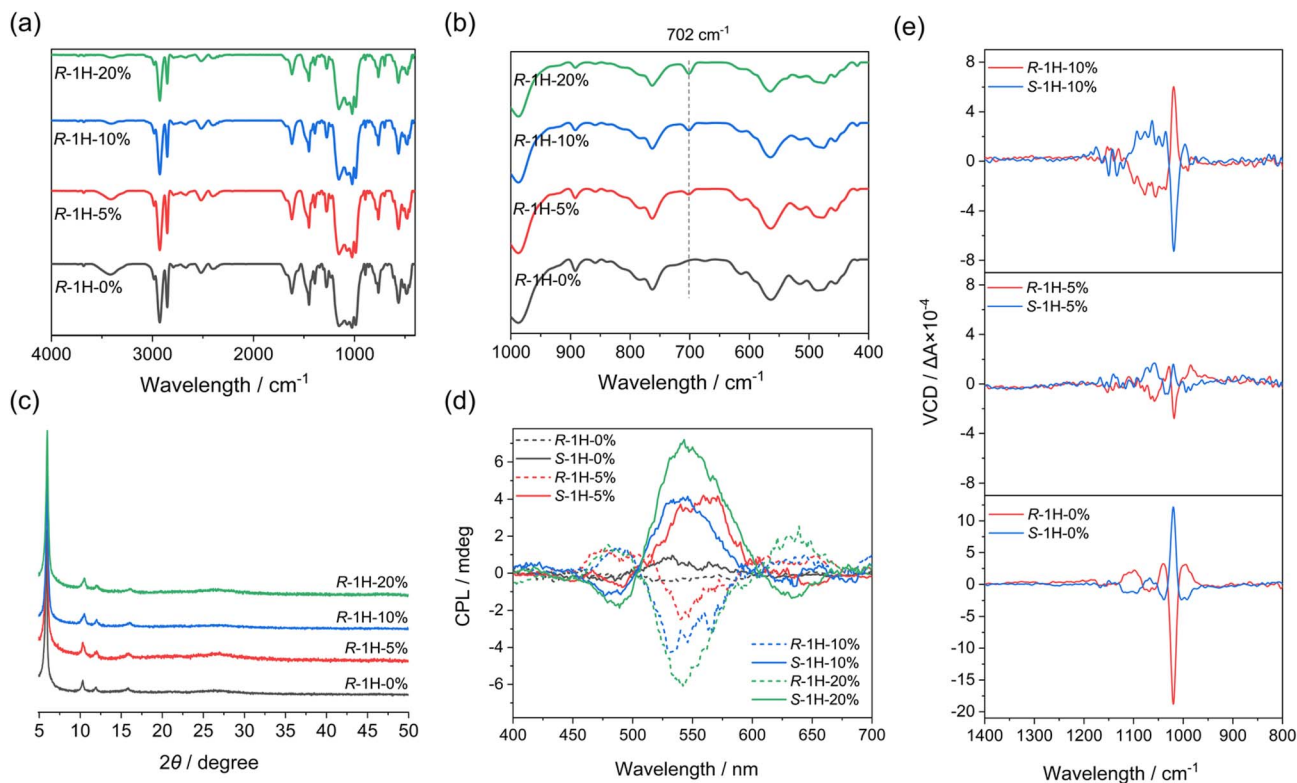 (a)
R-1H-20%
R-1H-10%
R-1H-5%
R-1H-0%
4000 3000 2000 1000
Wavelength / cm⁻¹
(b)
702 cm⁻¹
R-1H-20%
R-1H-10%
R-1H-5%
R-1H-0%
1000 900 800 700 600 500 400
Wavelength / cm⁻¹
(c)
R-1H-20%
R-1H-10%
R-1H-5%
R-1H-0%
5 10 15 20 25 30 35 40 45 50
2θ / degree
(d)
CPL / mdeg
6
4
2
0
-2
-4
-6
R-1H-0%
S-1H-0%
R-1H-5%
S-1H-5%
R-1H-10%
S-1H-10%
R-1H-20%
S-1H-20%
400 450 500 550 600 650 700
Wavelength / nm
(e)
VCD / ΔA×10⁻⁴
8
4
0
-4
-8
R-1H-10%
S-1H-10%
8
4
0
-4
-8
R-1H-5%
S-1H-5%
10
5
0
-5
-10
-15
-20
R-1H-0%
S-1H-0%
1400 1200 1000 800
Wavelength / cm⁻¹